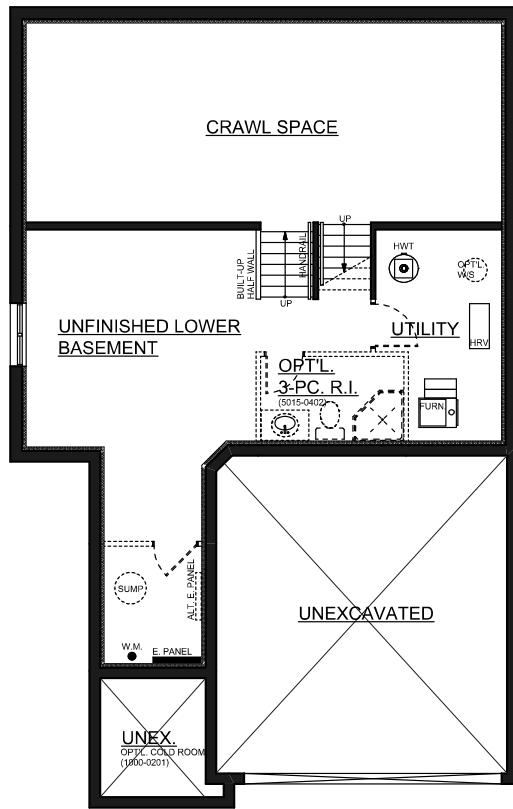 CRAWL SPACE
UP
HANDRAIL
BUILT-UP
HALF WALL
UP
HWT
OPT'L
W/S
UNFINISHED LOWER
BASEMENT
UTILITY
HRV
OPT'L.
3-PC. R.I.
(5015-0402)
FURN.
SUMP
ALT. E. PANEL
UNEXCAVATED
W.M.
E. PANEL
UNEX.
OPT'L. COLD ROOM
(1000-0201)